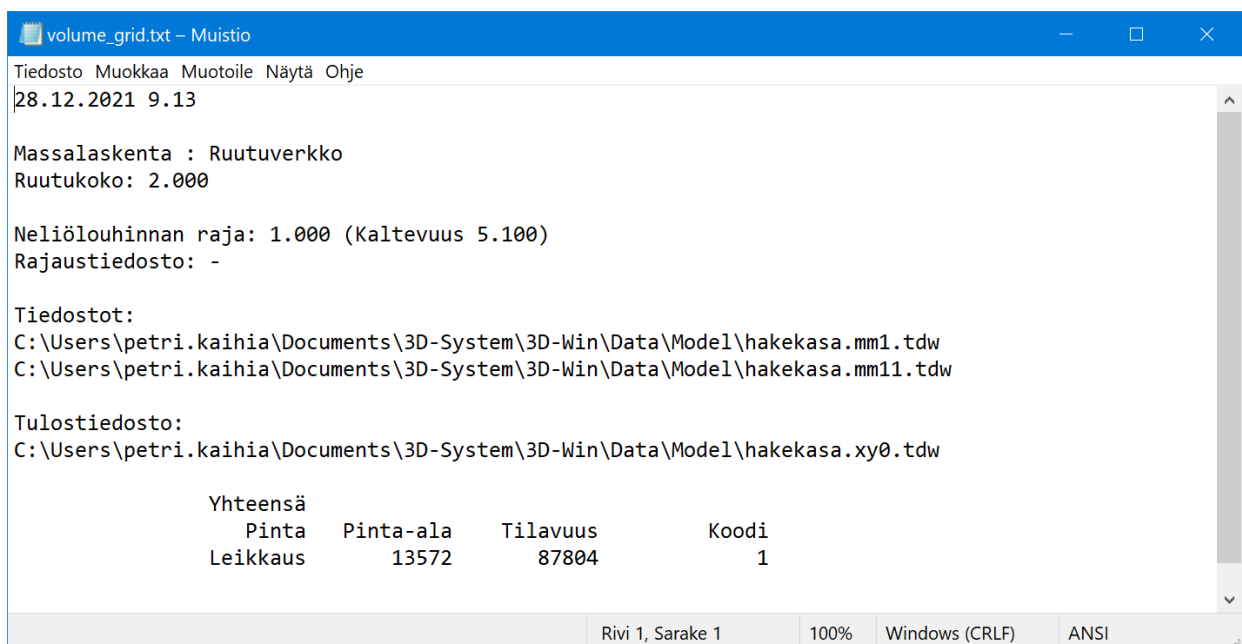 volume_grid.txt – Muistio
Tiedosto Muokkaa Muotoile Näytä Ohje
28.12.2021 9.13
Massalaskenta : Ruutuverkko
Ruutukoko: 2.000
Neliölouhinnan raja: 1.000 (Kaltevuus 5.100)
Rajaustiedosto: -
Tiedostot:
C:\Users\petri.kaihia\Documents\3D-System\3D-Win\Data\Model\hakekasa.mm1.tdw
C:\Users\petri.kaihia\Documents\3D-System\3D-Win\Data\Model\hakekasa.mm11.tdw
Tulostiedosto:
C:\Users\petri.kaihia\Documents\3D-System\3D-Win\Data\Model\hakekasa.xy0.tdw
Yhteensä
Pinta Pinta-ala Tilavuus Koodi
Leikkaus 13572 87804 1
Rivi 1, Sarake 1 100% Windows (CRLF) ANSI